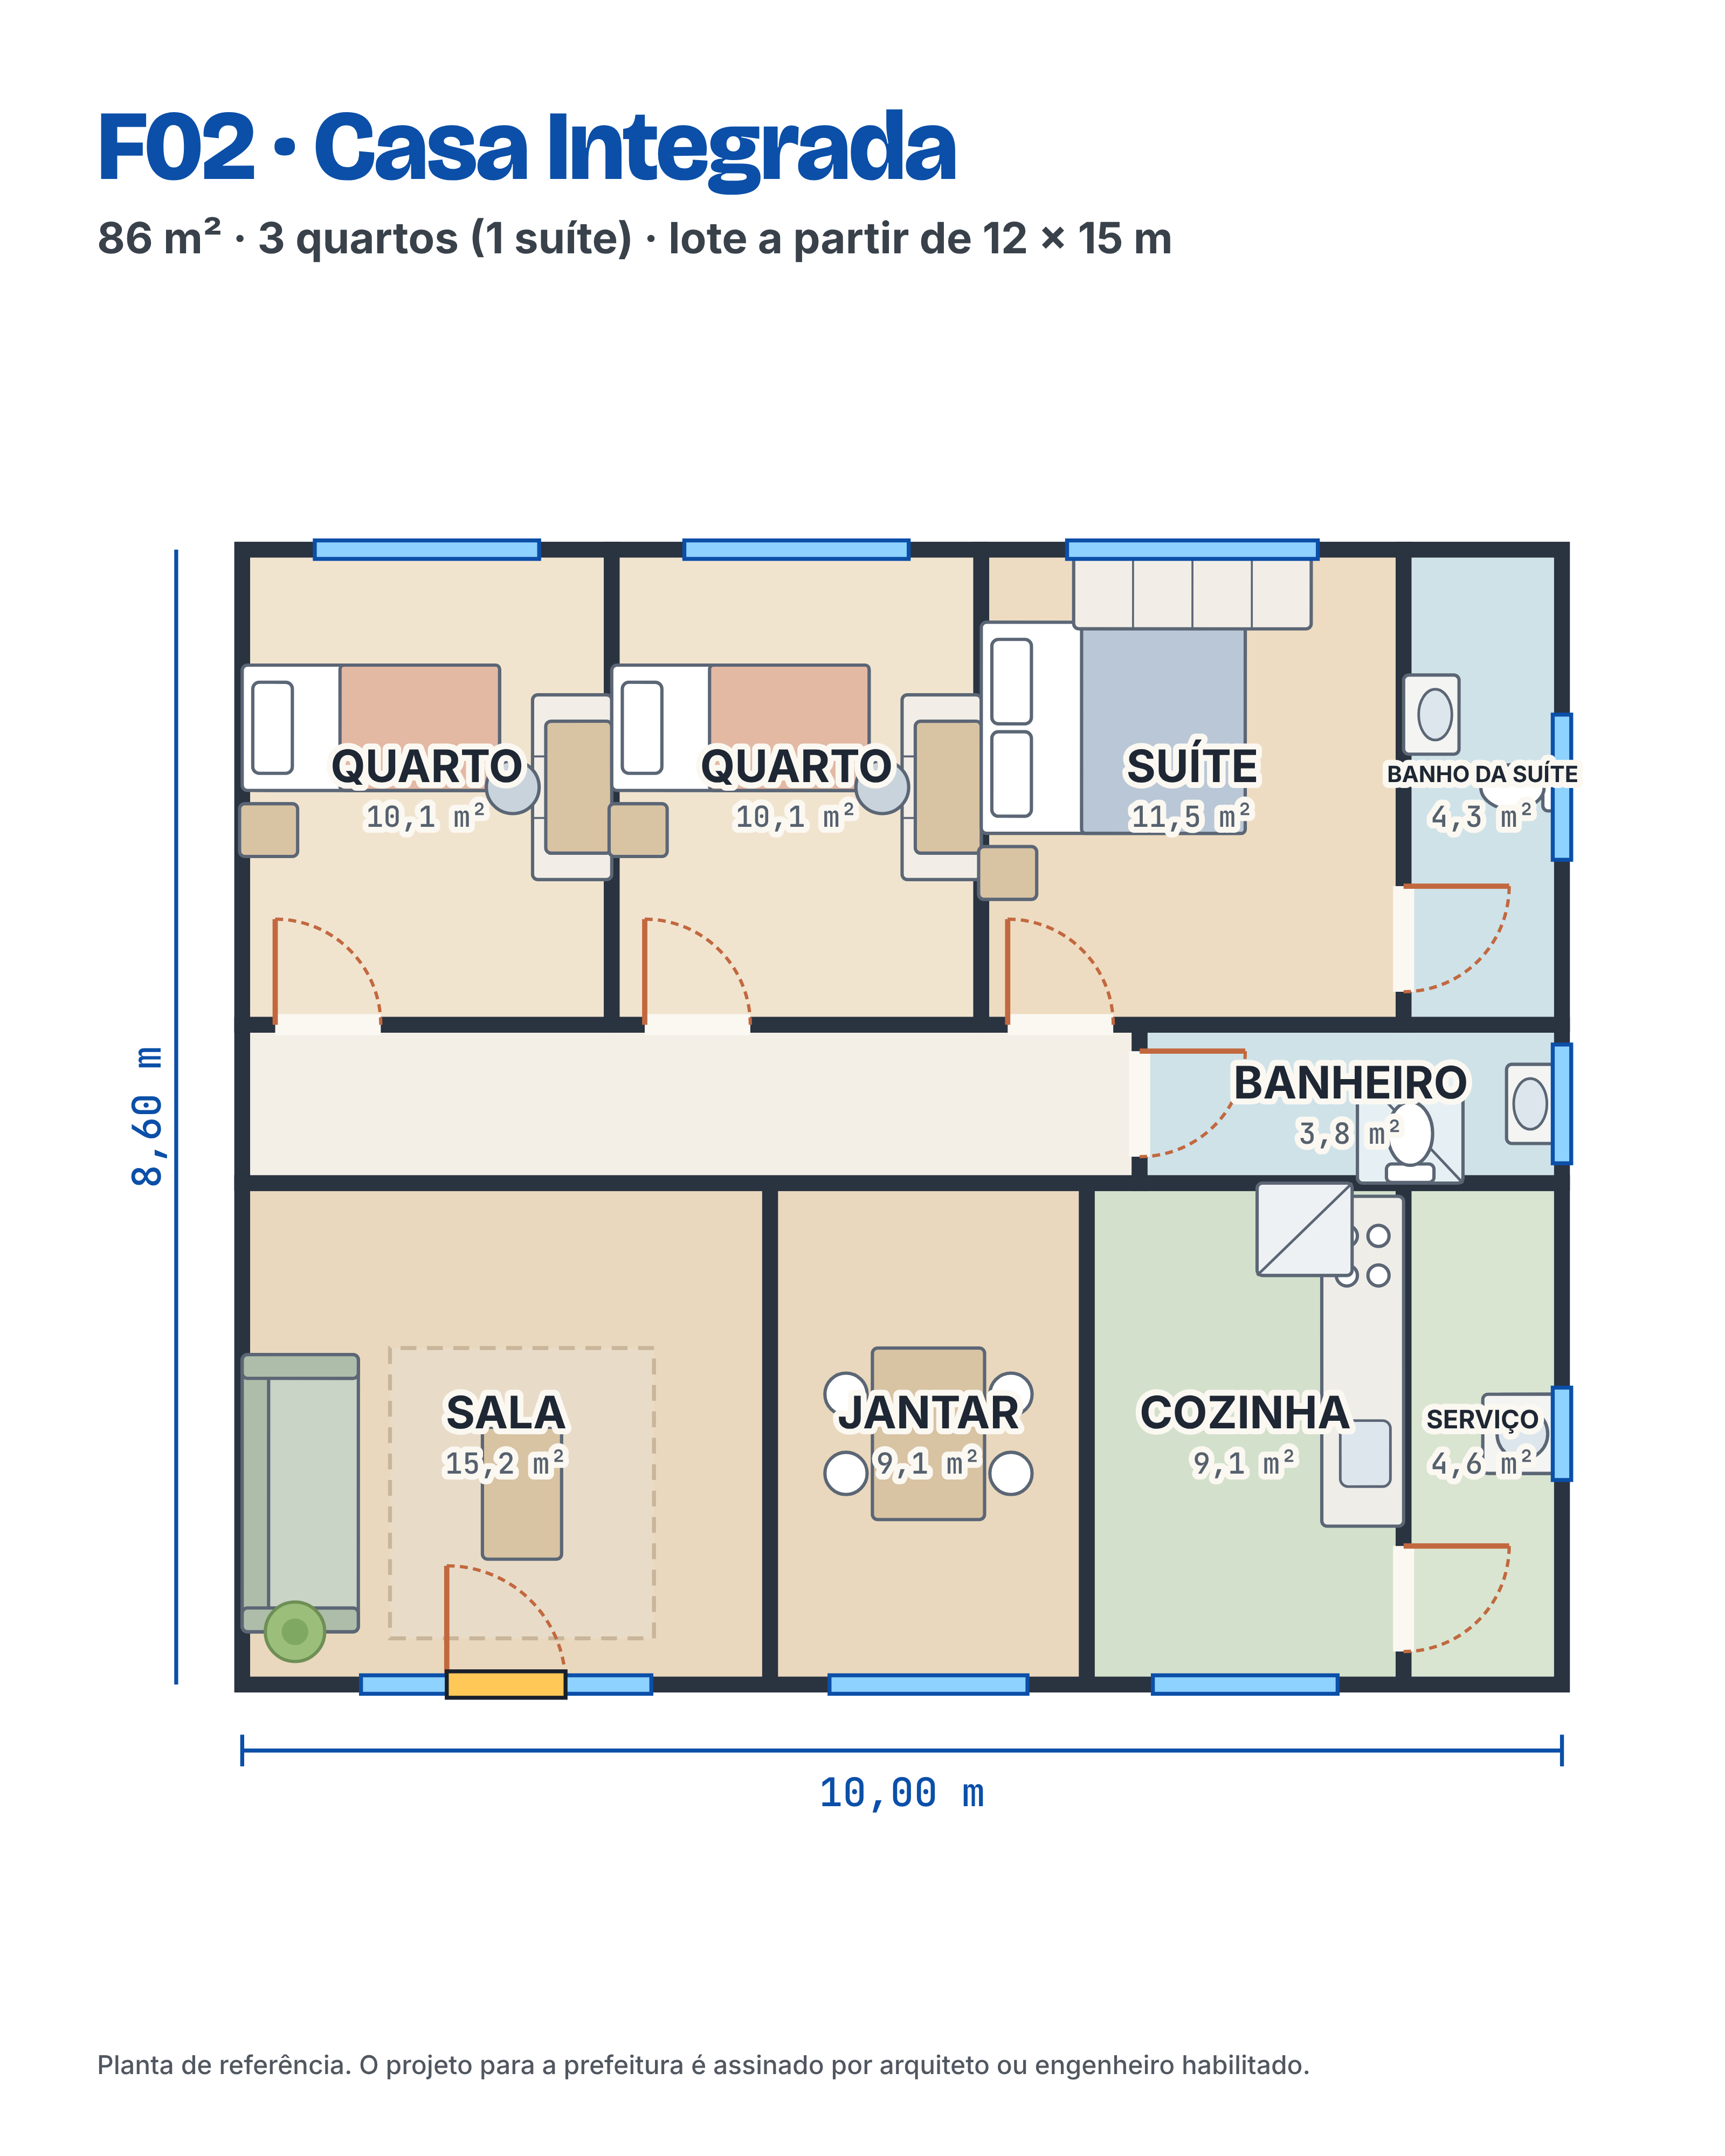 F02 · Casa Integrada
86 m² · 3 quartos (1 suíte) · lote a partir de 12 × 15 m
QUARTO
10,1 m²
QUARTO
10,1 m²
SUÍTE
11,5 m²
BANHO DA SUÍTE
4,3 m²
BANHEIRO
3,8 m²
8,60 m
SALA
15,2 m²
JANTAR
9,1 m²
COZINHA
9,1 m²
SERVIÇO
4,6 m²
10,00 m
Planta de referência. O projeto para a prefeitura é assinado por arquiteto ou engenheiro habilitado.